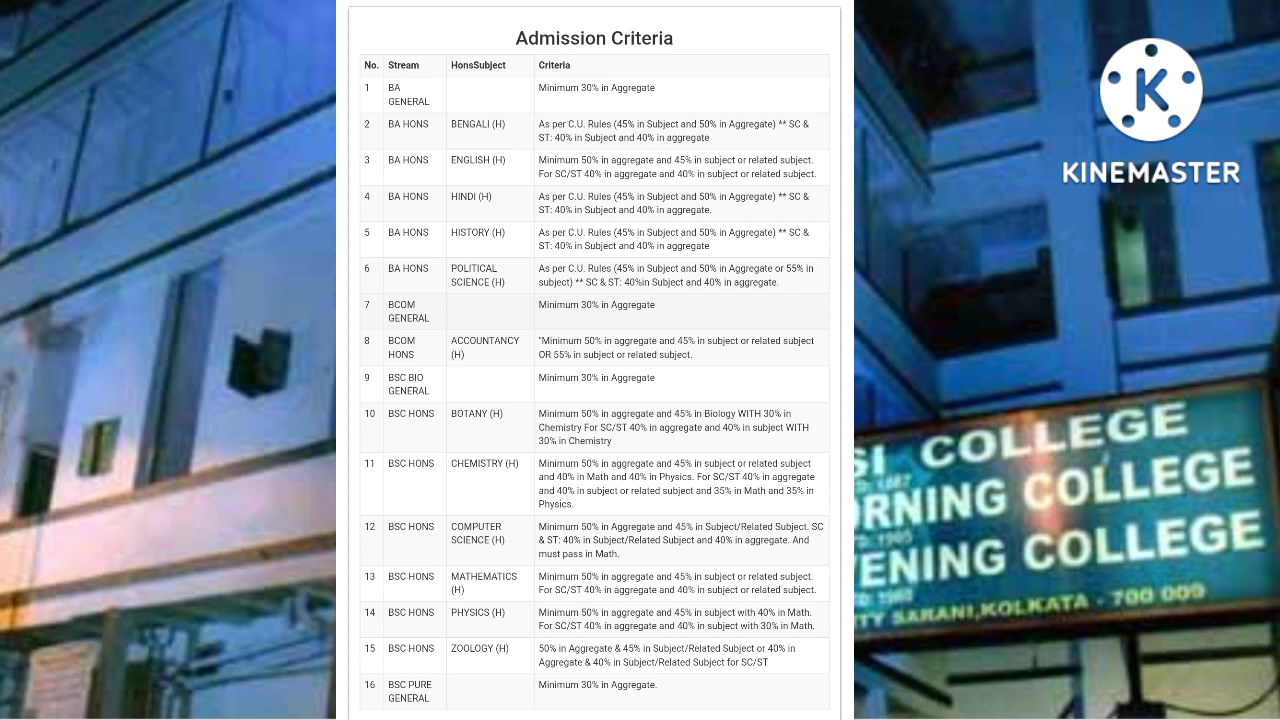 Admission Criteria
No. Stream HonsSubject Criteria
1 BA Minimum 30% in Aggregate
GENERAL
2 BA HONS BENGALI (H) As per C.U. Rules (45% in Subject and 50% in Aggregate) ** SC &
ST: 40% in Subject and 40% in aggregate
3 BA HONS ENGLISH (H) Minimum 50% in aggregate and 45% in subject or related subject.
For SC/ST 40% in aggregate and 40% in subject or related subject.
4 BA HONS HINDI (H) As per C.U. Rules (45% in Subject and 50% in Aggregate) ** SC &
ST: 40% in Subject and 40% in aggregate.
5 BA HONS HISTORY (H) As per C.U. Rules (45% in Subject and 50% in Aggregate) ** SC &
ST: 40% in Subject and 40% in aggregate
6 BA HONS POLITICAL As per C.U. Rules (45% in Subject and 50% in Aggregate or 55% in
SCIENCE (H) subject) ** SC & ST: 40%in Subject and 40% in aggregate.
7 BCOM Minimum 30% in Aggregate
GENERAL
8 BCOM ACCOUNTANCY "Minimum 50% in aggregate and 45% in subject or related subject
HONS (H) OR 55% in subject or related subject.
9 BSC BIO Minimum 30% in Aggregate
GENERAL
10 BSC HONS BOTANY (H) Minimum 50% in aggregate and 45% in Biology WITH 30% in
Chemistry For SC/ST 40% in aggregate and 40% in subject WITH
30% in Chemistry
11 BSC HONS CHEMISTRY (H) Minimum 50% in aggregate and 45% in subject or related subject
and 40% in Math and 40% in Physics. For SC/ST 40% in aggregate
and 40% in subject or related subject and 35% in Math and 35% in
Physics.
12 BSC HONS COMPUTER Minimum 50% in Aggregate and 45% in Subject/Related Subject. SC
SCIENCE (H) & ST: 40% in Subject/Related Subject and 40% in aggregate. And
must pass in Math.
13 BSC HONS MATHEMATICS Minimum 50% in aggregate and 45% in subject or related subject.
(H) For SC/ST 40% in aggregate and 40% in subject or related subject.
14 BSC HONS PHYSICS (H) Minimum 50% in aggregate and 45% in subject with 40% in Math.
For SC/ST 40% in aggregate and 40% in subject with 30% in Math.
15 BSC HONS ZOOLOGY (H) 50% in Aggregate & 45% in Subject/Related Subject or 40% in
Aggregate & 40% in Subject/Related Subject for SC/ST
16 BSC PURE Minimum 30% in Aggregate.
GENERAL
K
KINEMASTER
SI COLLEGE
RNING COLLEGE
VENING COLLEGE
TY SARANI,KOLKATA - 700 009